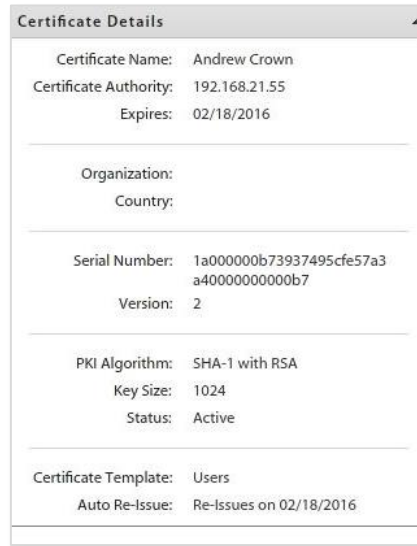 Certificate Details
Certificate Name: Andrew Crown
Certificate Authority: 192.168.21.55
Expires: 02/18/2016
Organization:
Country:
Serial Number: 1a000000b73937495cfe57a3
a40000000000b7
Version: 2
PKI Algorithm: SHA-1 with RSA
Key Size: 1024
Status: Active
Certificate Template: Users
Auto Re-Issue: Re-Issues on 02/18/2016